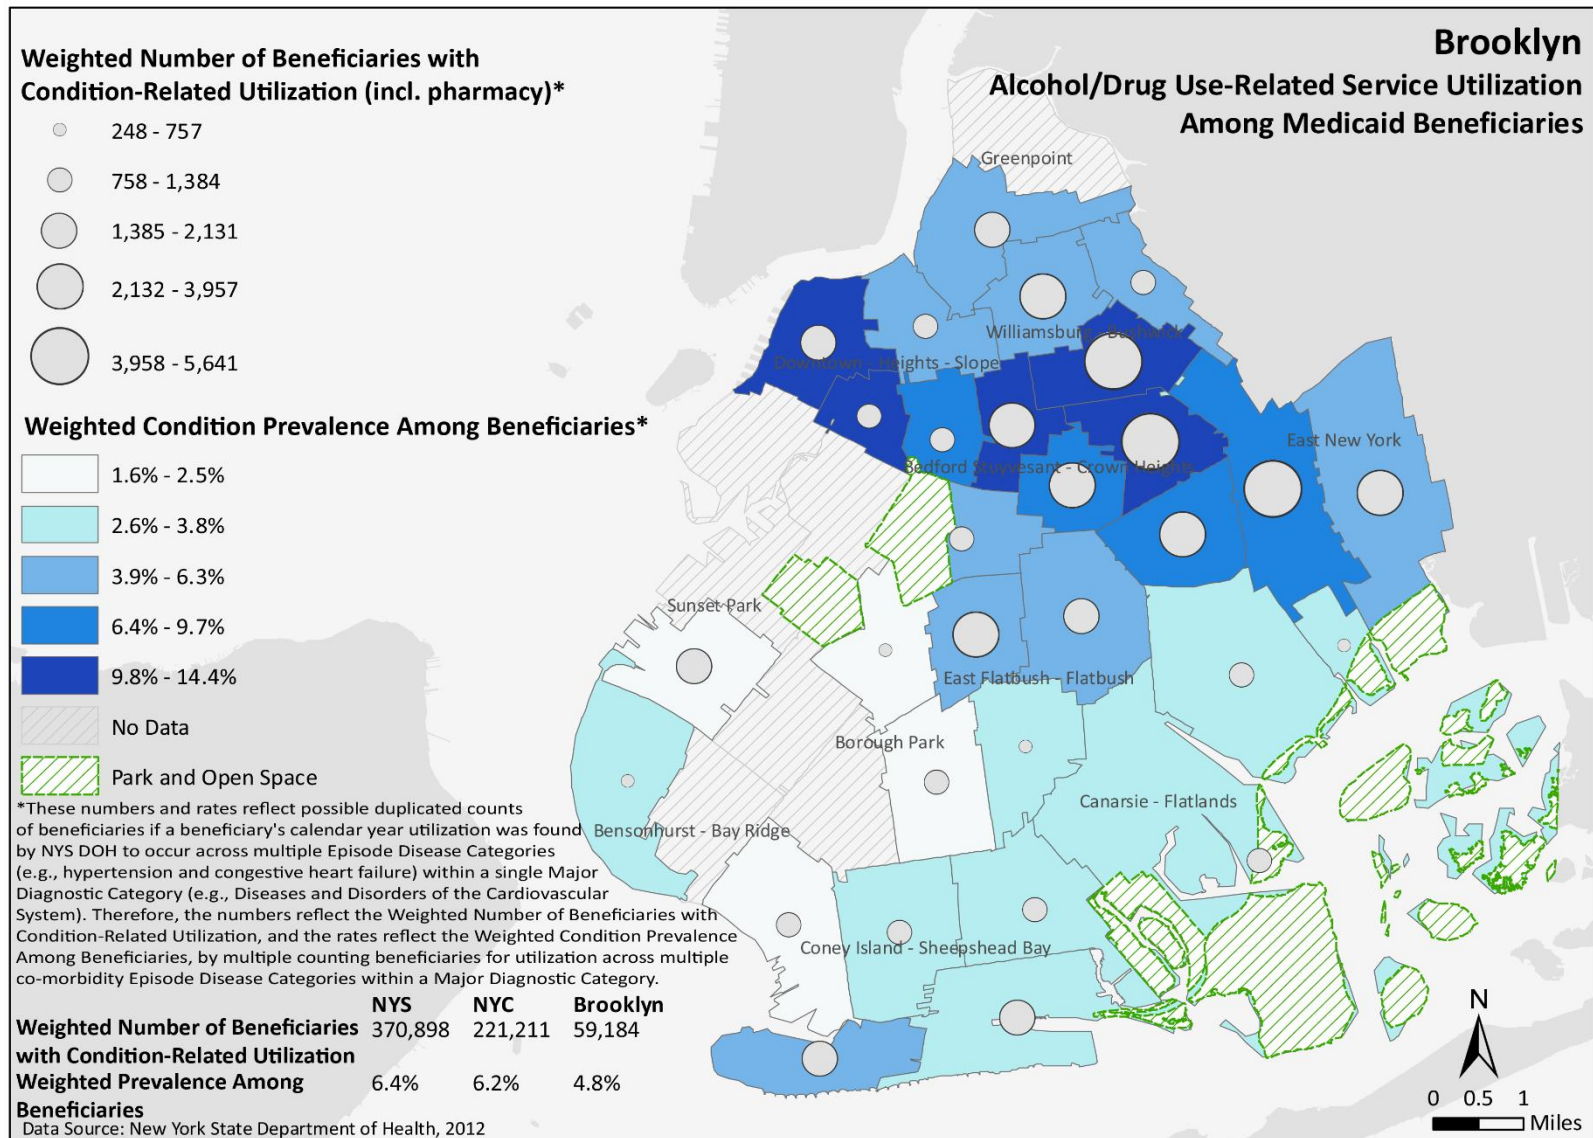 Brooklyn
Alcohol/Drug Use-Related Service Utilization
Among Medicaid Beneficiaries
Weighted Number of Beneficiaries with
Condition-Related Utilization (incl. pharmacy)*
248 - 757
758 - 1,384
1,385 - 2,131
2,132 - 3,957
3,958 - 5,641
Weighted Condition Prevalence Among Beneficiaries*
1.6% - 2.5%
2.6% - 3.8%
3.9% - 6.3%
6.4% - 9.7%
9.8% - 14.4%
No Data
Park and Open Space
*These numbers and rates reflect possible duplicated counts
of beneficiaries if a beneficiary's calendar year utilization was found
by NYS DOH to occur across multiple Episode Disease Categories
(e.g., hypertension and congestive heart failure) within a single Major
Diagnostic Category (e.g., Diseases and Disorders of the Cardiovascular
System). Therefore, the numbers reflect the Weighted Number of Beneficiaries with
Condition-Related Utilization, and the rates reflect the Weighted Condition Prevalence
Among Beneficiaries, by multiple counting beneficiaries for utilization across multiple
co-morbidity Episode Disease Categories within a Major Diagnostic Category.
NYS NYC Brooklyn
Weighted Number of Beneficiaries 370,898 221,211 59,184
with Condition-Related Utilization
Weighted Prevalence Among 6.4% 6.2% 4.8%
Beneficiaries
Data Source: New York State Department of Health, 2012
Greenpoint
Williamsburg - Bushwick
Downtown - Heights - Slope
East New York
Bedford Stuyvesant - Crown Heights
Sunset Park
East Flatbush - Flatbush
Borough Park
Canarsie - Flatlands
Bensonhurst - Bay Ridge
Coney Island - Sheepshead Bay
N
0 0.5 1
Miles